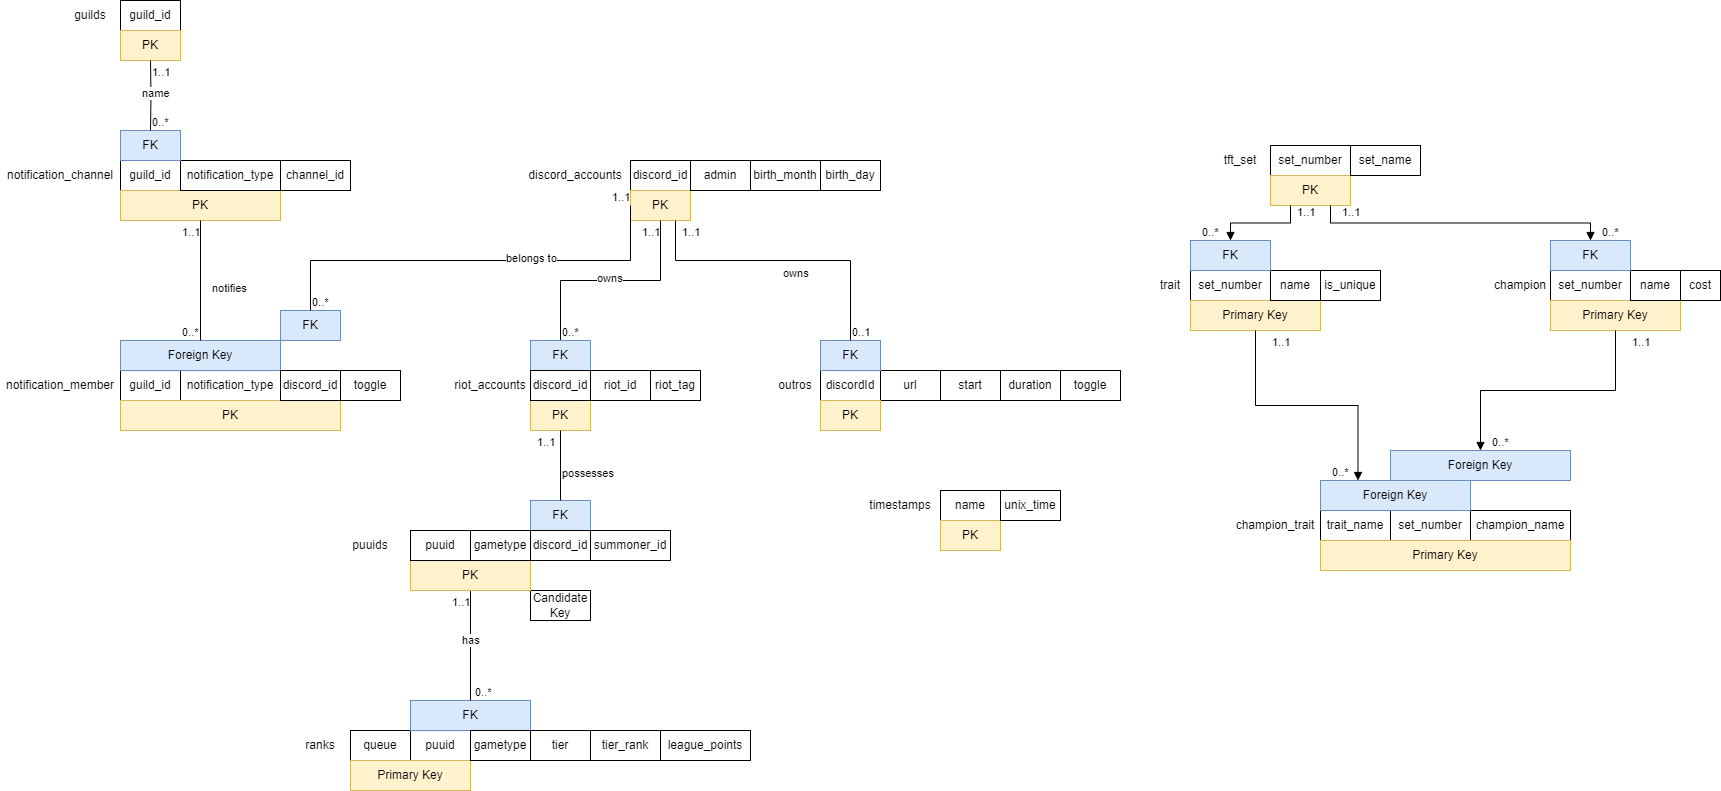 guilds guild_id
PK
1..1
name
0..*
FK
notification_channel guild_id notification_type channel_id
PK
1..1
notifies
0..*
discord_accounts discord_id admin birth_month birth_day
1..1 PK
1..1 1..1
belongs to
owns
owns
0..*
FK
Foreign Key
notification_member guild_id notification_type discord_id toggle
PK
0..*
FK
riot_accounts discord_id riot_id riot_tag
PK
1..1
possesses
0..1
FK
outros discordId url start duration toggle
PK
FK
puuids puuid gametype discord_id summoner_id
PK
Candidate
Key
1..1
has
0..*
FK
ranks queue puuid gametype tier tier_rank league_points
Primary Key
timestamps name unix_time
PK
tft_set set_number set_name
PK
1..1 1..1
0..* 0..*
FK FK
trait set_number name is_unique
Primary Key
1..1
champion set_number name cost
Primary Key
1..1
0..*
Foreign Key
0..*
Foreign Key
champion_trait trait_name set_number champion_name
Primary Key